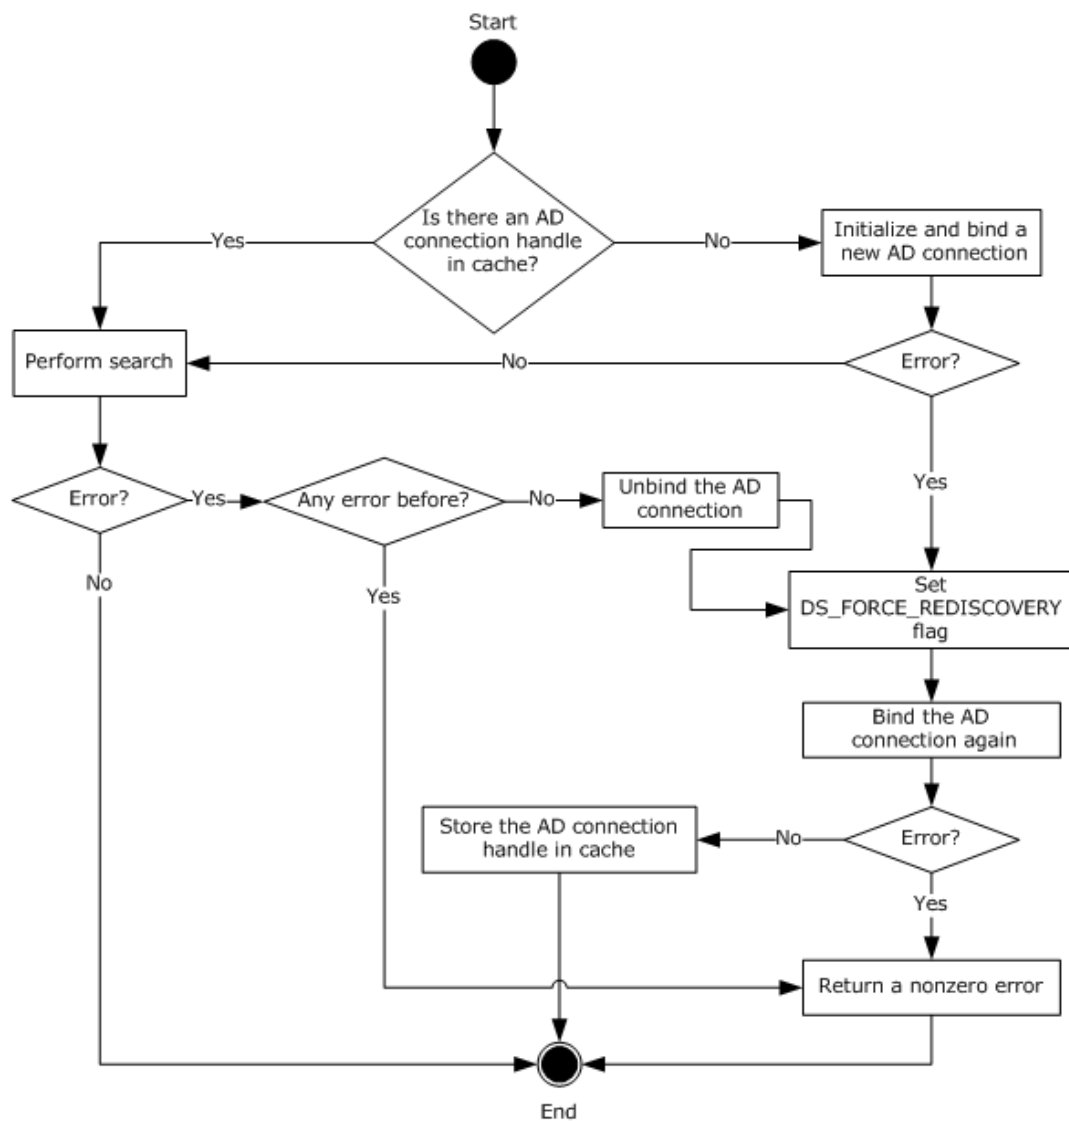 Start
Is there an AD
connection handle
in cache?
Yes
No
Initialize and bind a
new AD connection
Perform search
No
Error?
Yes
Error?
Yes
Any error before?
No
Unbind the AD
connection
No
Yes
Set
DS_FORCE_REDISCOVERY
flag
Bind the AD
connection again
Store the AD connection
handle in cache
No
Error?
Yes
Return a nonzero error
End